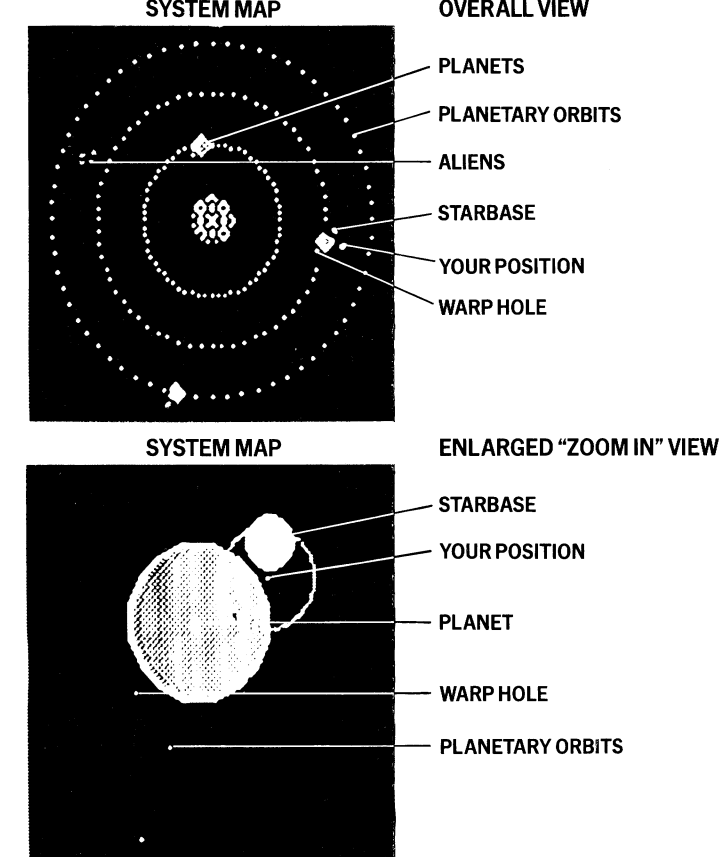 SYSTEM MAP
OVERALL VIEW
PLANETS
PLANETARY ORBITS
ALIENS
STARBASE
YOUR POSITION
WARP HOLE
SYSTEM MAP
ENLARGED “ZOOM IN” VIEW
STARBASE
YOUR POSITION
PLANET
WARP HOLE
PLANETARY ORBITS